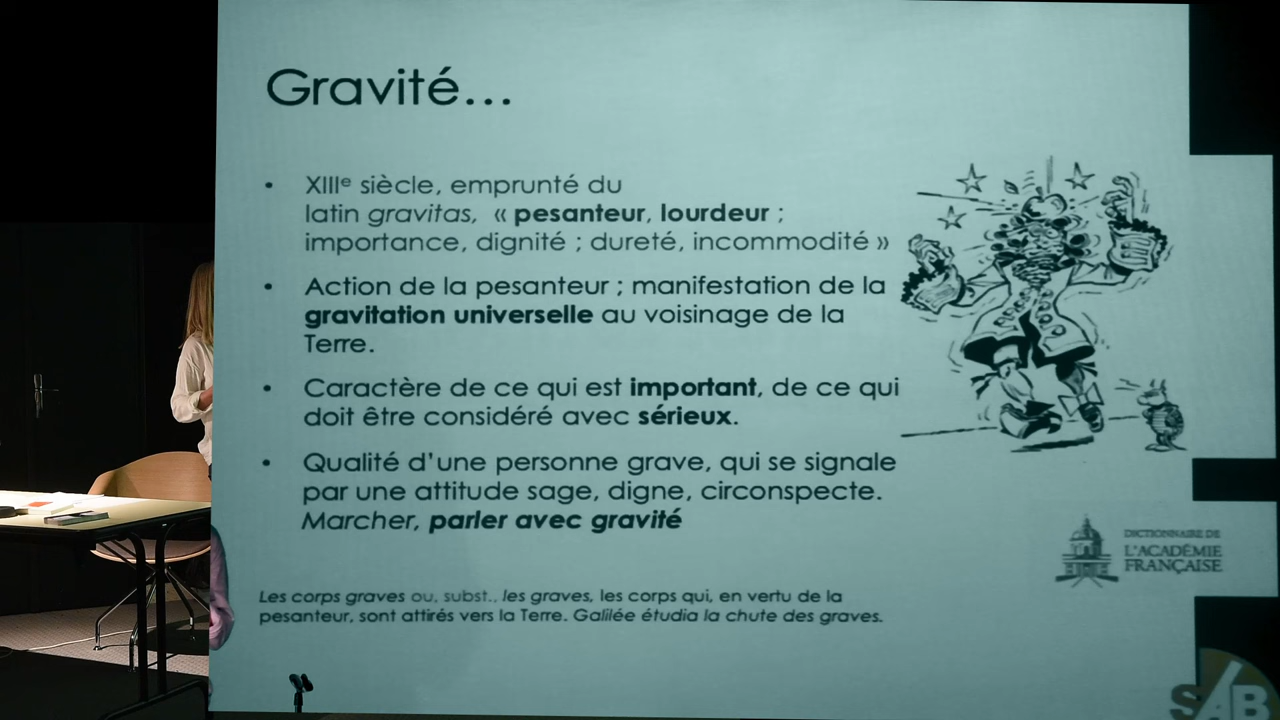 Gravité...
• XIIIᵉ siècle, emprunté du
latin gravitas, « pesanteur, lourdeur ;
importance, dignité ; dureté, incommodité »
• Action de la pesanteur ; manifestation de la
gravitation universelle au voisinage de la
Terre.
• Caractère de ce qui est important, de ce qui
doit être considéré avec sérieux.
• Qualité d'une personne grave, qui se signale
par une attitude sage, digne, circonspecte.
Marcher, parler avec gravité
DICTIONNAIRE DE
L'ACADÉMIE
FRANÇAISE
Les corps graves ou, subst., les graves, les corps qui, en vertu de la
pesanteur, sont attirés vers la Terre. Galilée étudia la chute des graves.
SAB